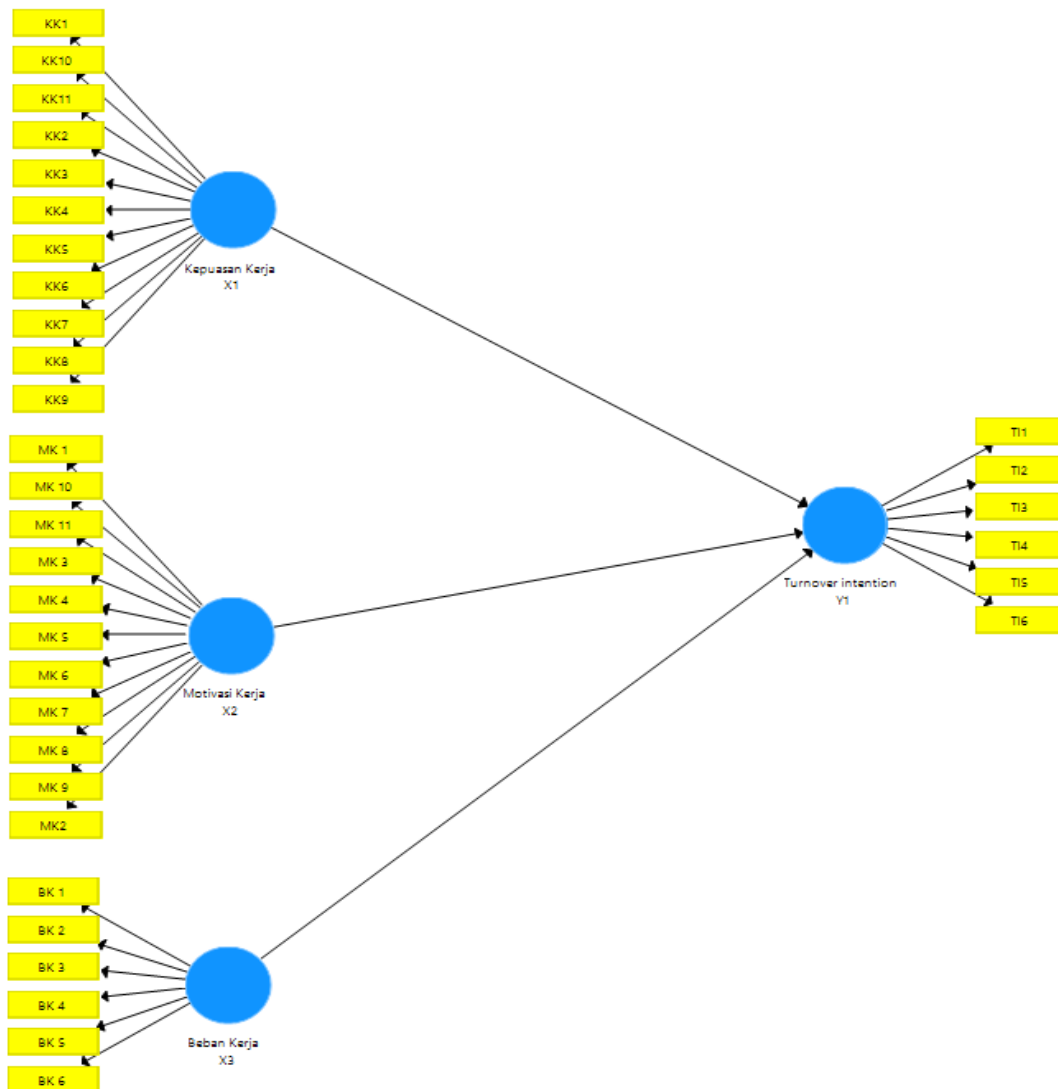 KK1
KK10
KK11
KK2
KK3
KK4
KK5
KK6
KK7
KK8
KK9
Kepuasan Kerja
X1
MK 1
MK 10
MK 11
MK 3
MK 4
MK 5
MK 6
MK 7
MK 8
MK 9
MK2
Motivasi Kerja
X2
BK 1
BK 2
BK 3
BK 4
BK 5
BK 6
Beban Kerja
X3
Turnover intention
Y1
TI1
TI2
TI3
TI4
TI5
TI6